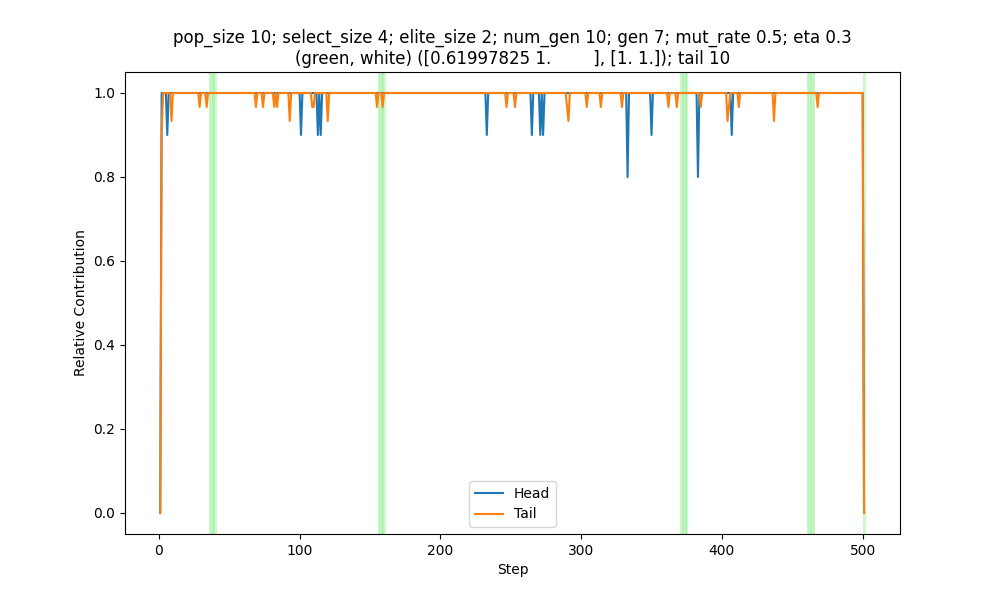 pop_size 10; select_size 4; elite_size 2; num_gen 10; gen 7; mut_rate 0.5; eta 0.3
(green, white) ([0.61997825 1.        ], [1. 1.]); tail 10
1.0
0.8
0.6
0.4
0.2
0.0
Relative Contribution
Head
Tail
0 100 200 300 400 500
Step